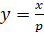 y = x/p